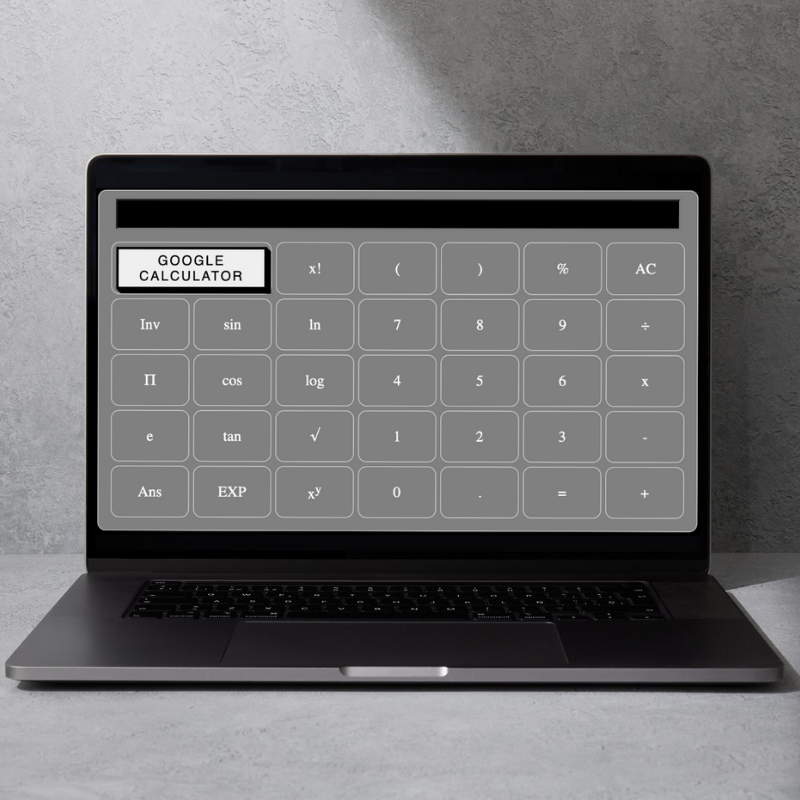 GOOGLE
CALCULATOR
x! ( ) % AC
Inv sin ln 7 8 9 ÷
Π cos log 4 5 6 x
e tan √ 1 2 3 -
Ans EXP xʸ 0 . = +